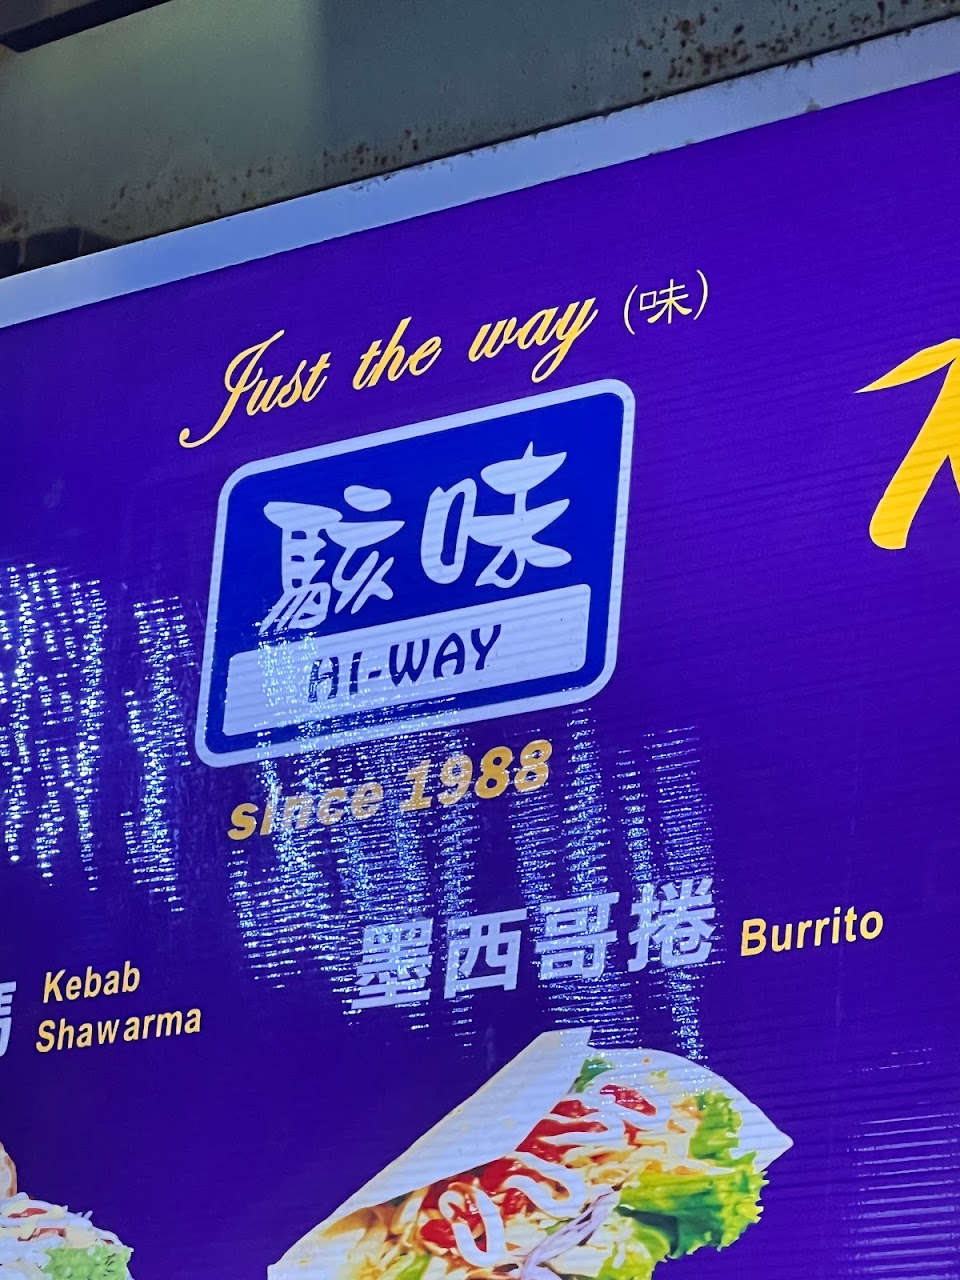 Just the way (味)
駭味
HI-WAY
since 1988
墨西哥捲 Burrito
Kebab
Shawarma